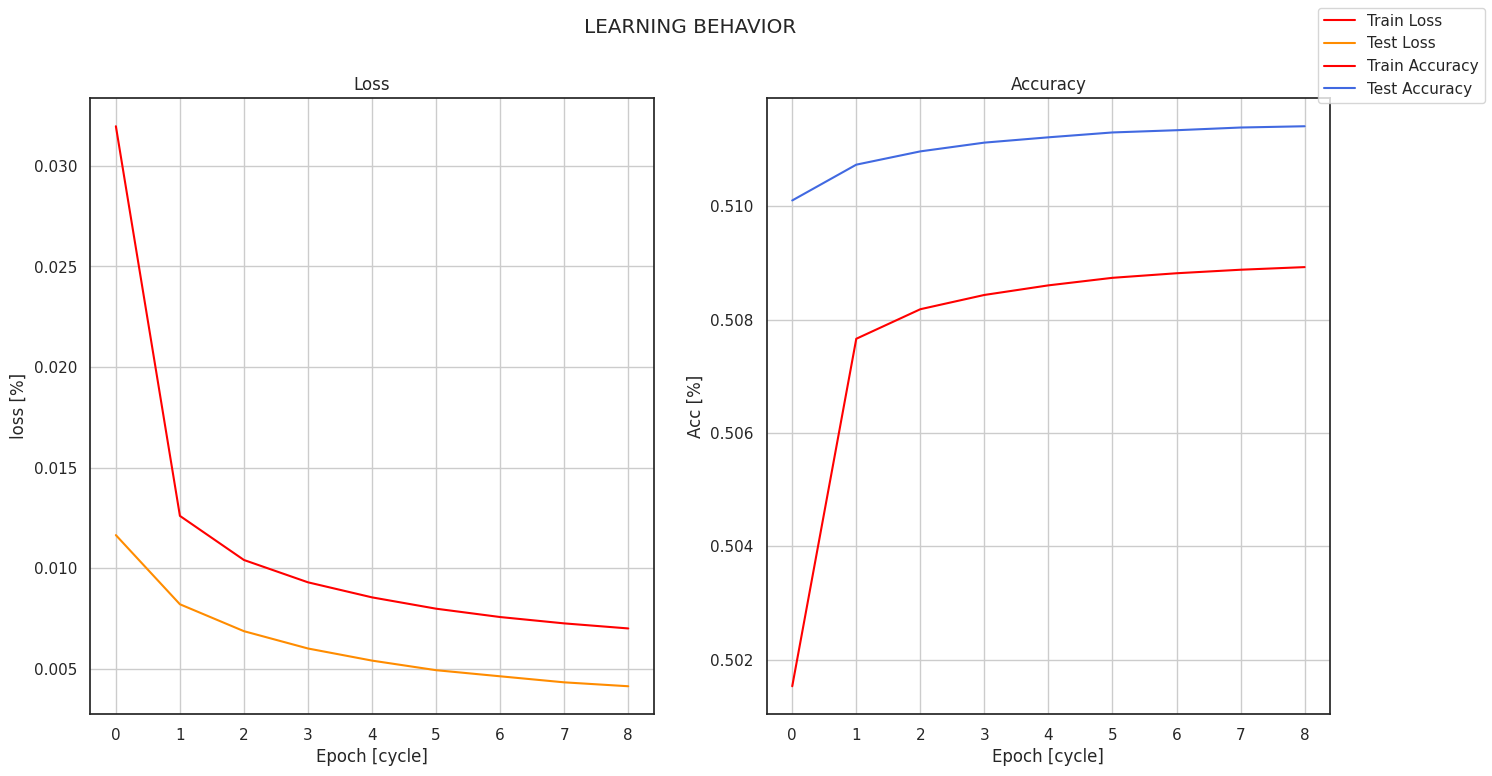 LEARNING BEHAVIOR
Train Loss
Test Loss
Train Accuracy
Test Accuracy
Loss
0.030
0.025
0.020
0.015
0.010
0.005
loss [%]
0 1 2 3 4 5 6 7 8
Epoch [cycle]
Accuracy
0.510
0.508
0.506
0.504
0.502
Acc [%]
0 1 2 3 4 5 6 7 8
Epoch [cycle]